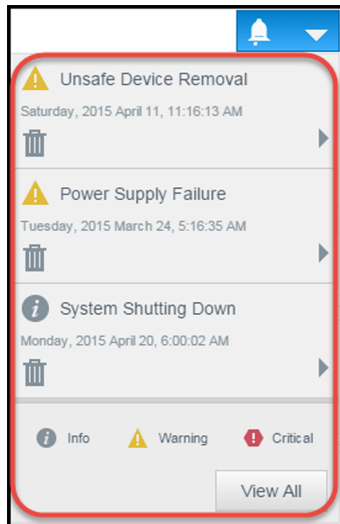 Unsafe Device Removal
Saturday, 2015 April 11, 11:16:13 AM
Power Supply Failure
Tuesday, 2015 March 24, 5:16:35 AM
System Shutting Down
Monday, 2015 April 20, 6:00:02 AM
Info Warning Critical
View All